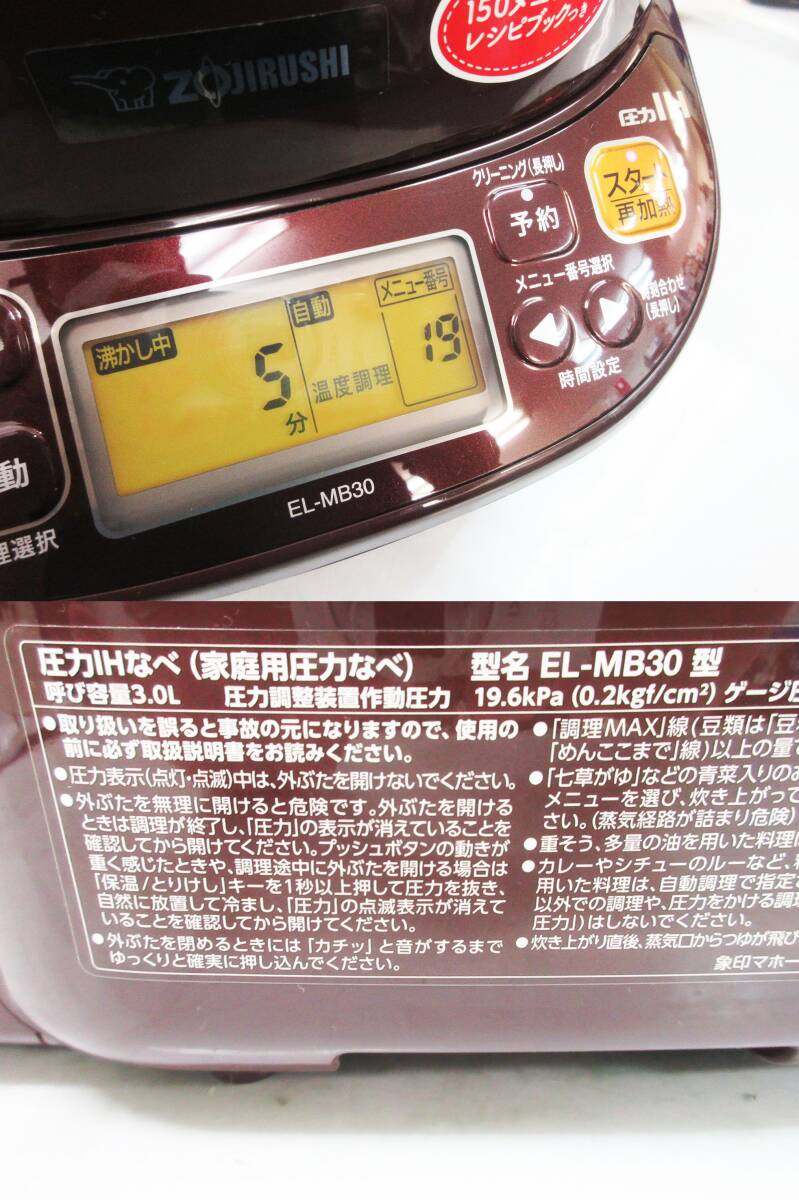 150メニュー
レシピブックつき
ZOJIRUSHI
圧力IH
クリーニング(長押し)
予約
スタート
再加熱
メニュー番号選択
時刻合わせ
(長押し)
時間設定
沸かし中
自動
メニュー番号
5
分
温度調理
19
EL-MB30
動
理選択
圧力IHなべ(家庭用圧力なべ) 型名 EL-MB30 型
呼び容量3.0L 圧力調整装置作動圧力 19.6kPa (0.2kgf/cm²) ゲージ
●取り扱いを誤ると事故の元になりますので、使用の
前に必ず取扱説明書をお読みください。
●圧力表示(点灯・点滅)中は、外ぶたを開けないでください。
●外ぶたを無理に開けると危険です。外ぶたを開ける
ときは調理が終了し、「圧力」の表示が消えていることを
確認してから開けてください。プッシュボタンの動きが
重く感じたときや、調理途中に外ぶたを開ける場合は
「保温/とりけし」キーを1秒以上押して圧力を抜き、
自然に放置して冷まし、「圧力」の点滅表示が消えて
いることを確認してから開けてください。
●外ぶたを閉めるときには「カチッ」と音がするまで
ゆっくりと確実に押し込んでください。
●「調理MAX」線(豆類は「豆
「めんここまで」線)以上の量で
●「七草がゆ」などの青菜入りのお
メニューを選び、炊き上がって
さい。(蒸気経路が詰まり危険)
●重そう、多量の油を用いた料理
●カレーやシチューのルーなど、
用いた料理は、自動調理で指定
以外での調理や、圧力をかける調
圧力」)はしないでください。
●炊き上がり直後、蒸気口からつゆが飛び
象印マホー